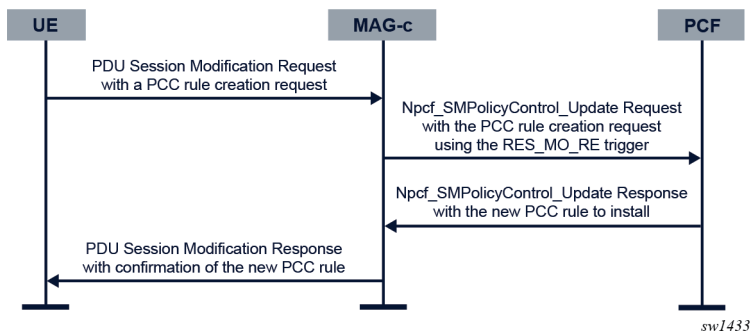 UE
MAG-c
PCF
PDU Session Modification Request
with a PCC rule creation request
Npcf_SMPolicyControl_Update Request
with the PCC rule creation request
using the RES_MO_RE trigger
Npcf_SMPolicyControl_Update Response
with the new PCC rule to install
PDU Session Modification Response
with confirmation of the new PCC rule
sw1433